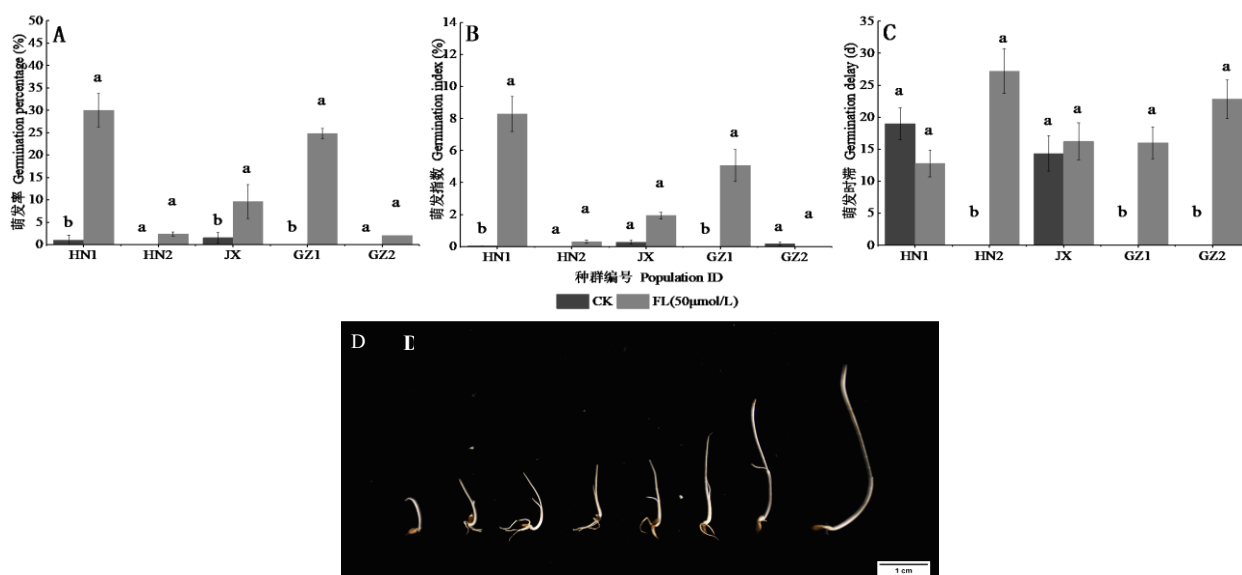 A
萌发率 Germination percentage (%)
50
45
40
35
30
25
20
15
10
5
0
b a a a b a b a a a
HN1 HN2 JX GZ1 GZ2
B
萌发指数 Germination index (%)
14
12
10
8
6
4
2
0
b a a a a a b a a a
HN1 HN2 JX GZ1 GZ2
种群编号 Population ID
CK FL(50μmol/L)
C
萌发时滞 Germination delay (d)
35
30
25
20
15
10
5
0
a a b a a a b a b a
HN1 HN2 JX GZ1 GZ2
D
1 cm